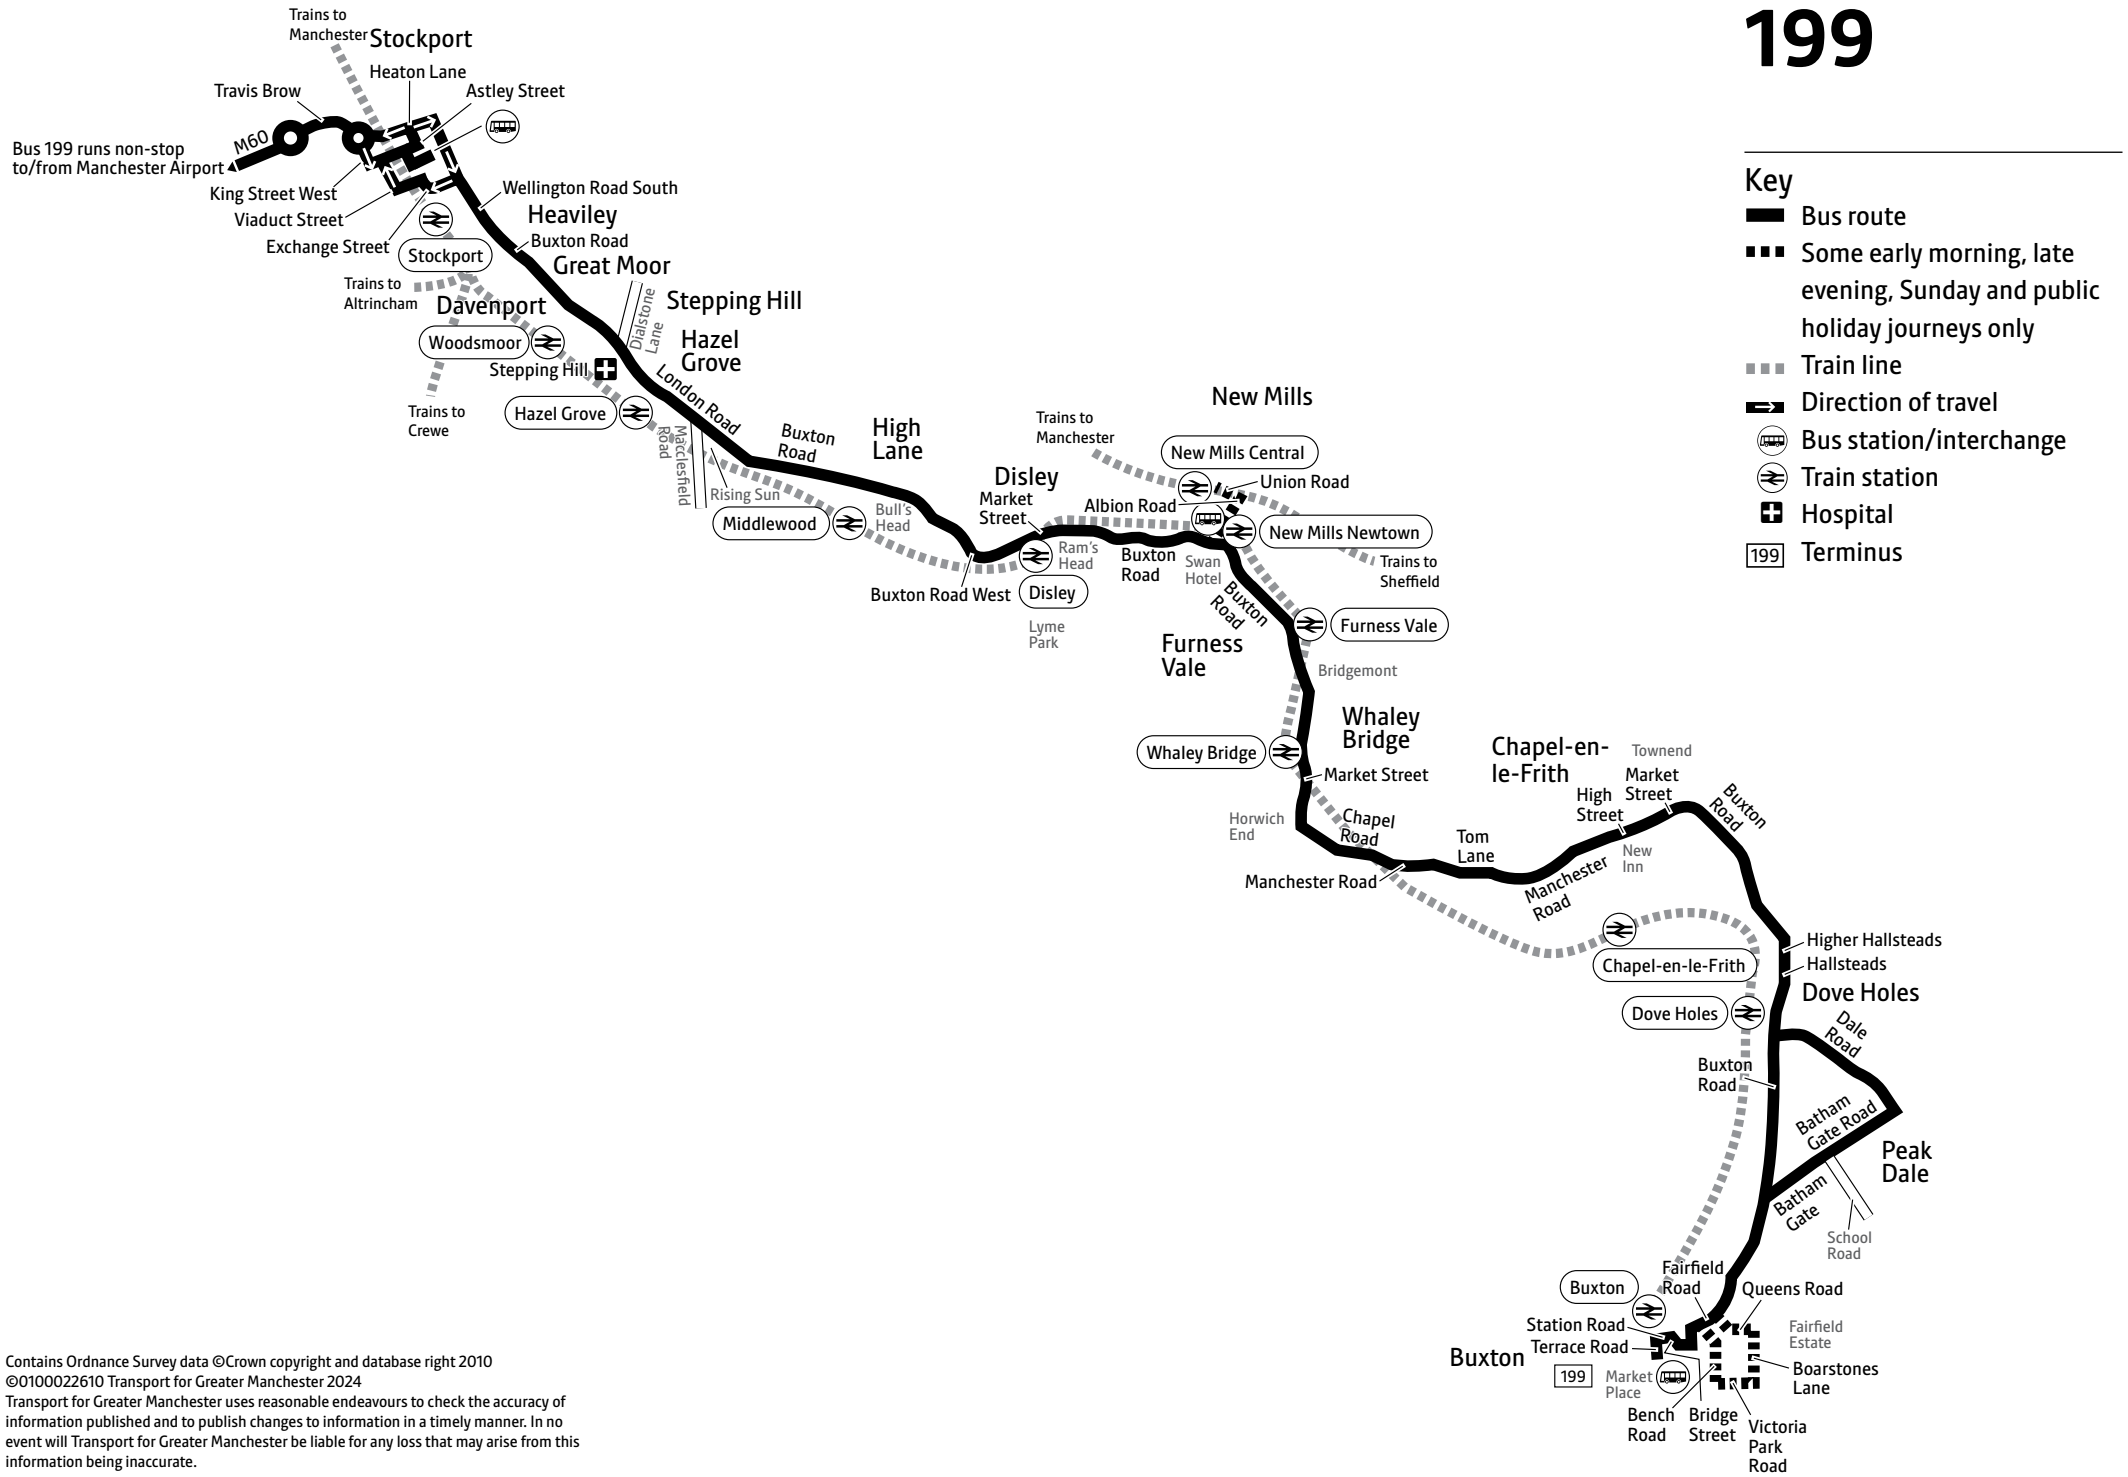 199
Key
Bus route
Some early morning, late
evening, Sunday and public
holiday journeys only
Train line
Direction of travel
Bus station/interchange
Train station
Hospital
199 Terminus
Trains to
Manchester
Stockport
Heaton Lane
Travis Brow
Astley Street
M60
Bus 199 runs non-stop
to/from Manchester Airport
King Street West
Viaduct Street
Exchange Street
Wellington Road South
Heaviley
Buxton Road
Stockport
Great Moor
Trains to
Altrincham
Davenport
Dialstone
Lane
Stepping Hill
Woodsmoor
Hazel
Grove
Stepping Hill
London Road
Trains to
Crewe
Hazel Grove
Macclesfield
Road
Rising Sun
Buxton
Road
High
Lane
Middlewood
Bull's
Head
Disley
Market
Street
Buxton Road West
Ram's
Head
Disley
Lyme
Park
New Mills
Trains to
Manchester
New Mills Central
Union Road
Albion Road
New Mills Newtown
Buxton
Road
Swan
Hotel
Trains to
Sheffield
Buxton
Road
Furness Vale
Furness
Vale
Bridgemont
Whaley
Bridge
Whaley Bridge
Market Street
Horwich
End
Chapel
Road
Manchester Road
Tom
Lane
Chapel-en-
le-Frith
Townend
Market
Street
High
Street
Buxton
Road
New
Inn
Manchester
Road
Higher Hallsteads
Chapel-en-le-Frith
Hallsteads
Dove Holes
Dove Holes
Dale
Road
Buxton
Road
Batham
Gate Road
Peak
Dale
Batham
Gate
School
Road
Fairfield
Road
Buxton
Queens Road
Station Road
Fairfield
Estate
Terrace Road
Buxton
199
Market
Place
Boarstones
Lane
Bench
Road
Bridge
Street
Victoria
Park
Road
Contains Ordnance Survey data ©Crown copyright and database right 2010
©0100022610 Transport for Greater Manchester 2024
Transport for Greater Manchester uses reasonable endeavours to check the accuracy of
information published and to publish changes to information in a timely manner. In no
event will Transport for Greater Manchester be liable for any loss that may arise from this
information being inaccurate.